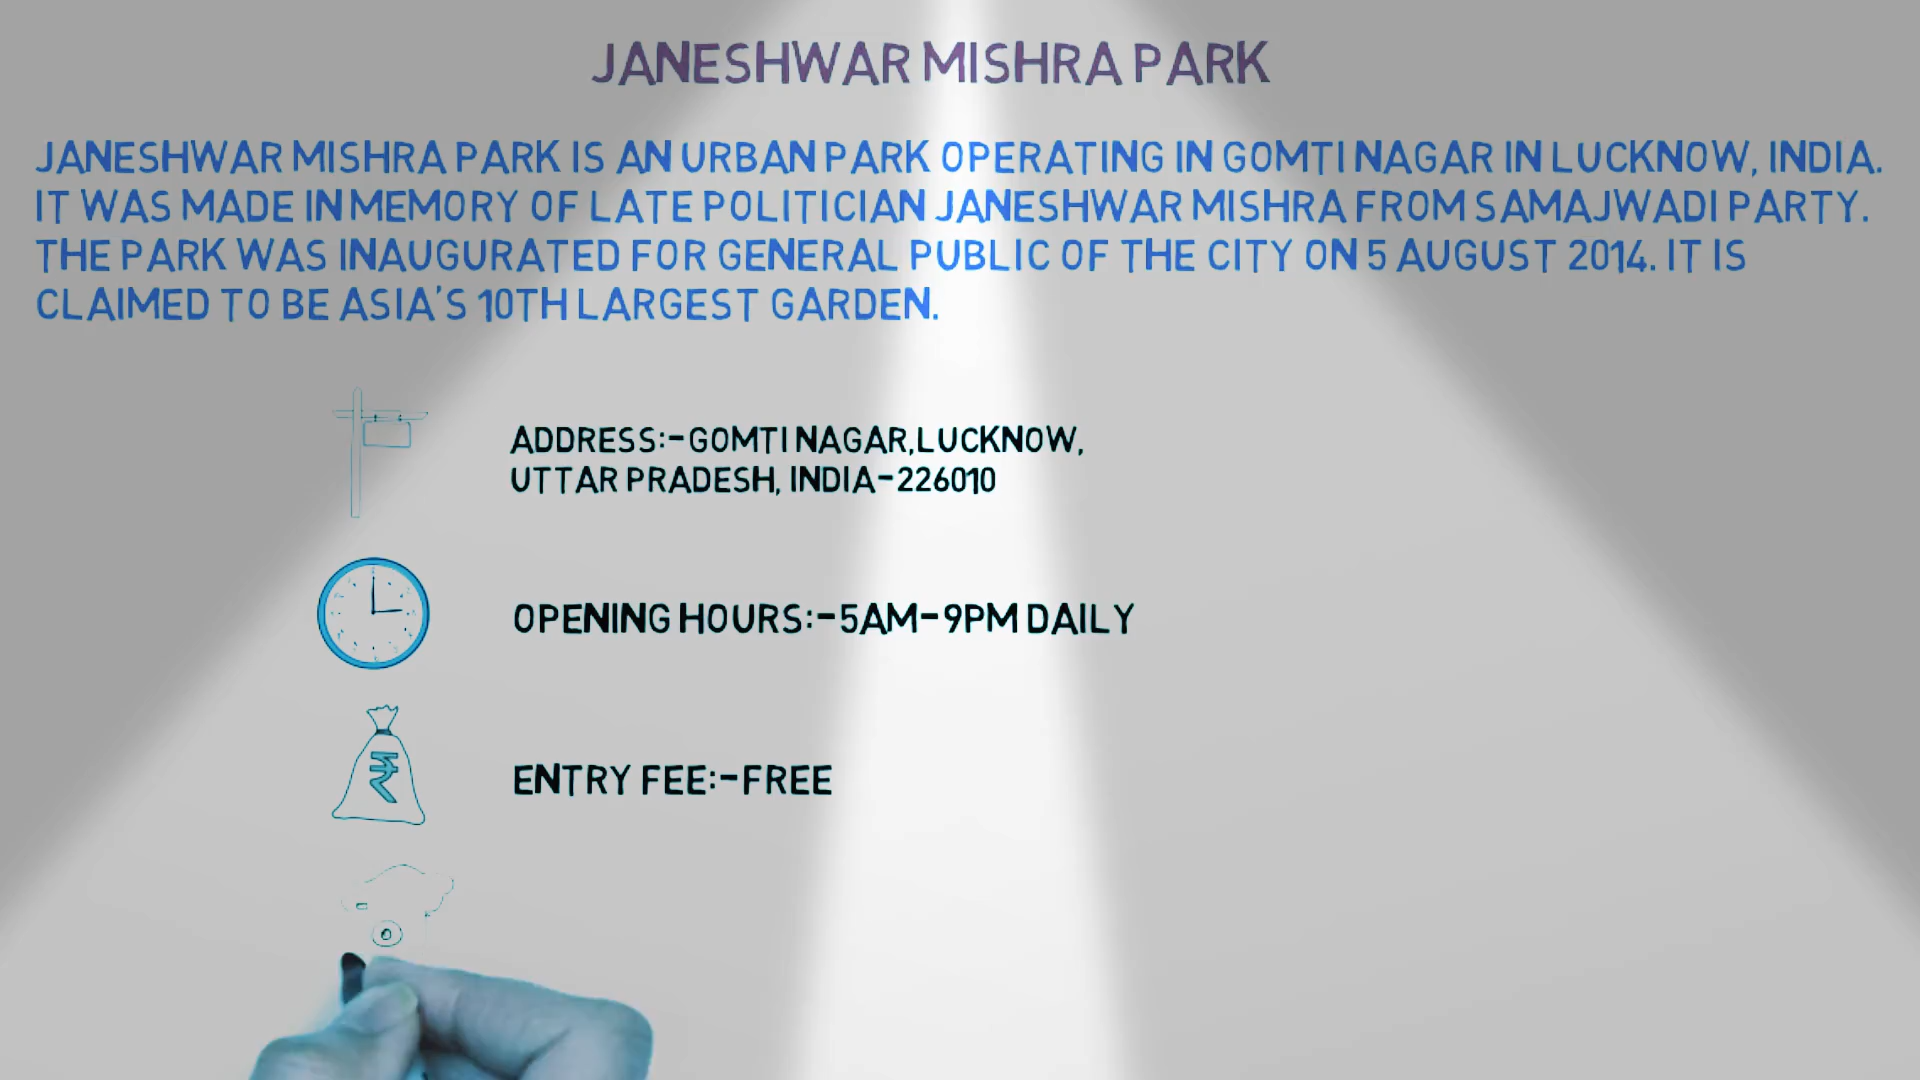 JANESHWAR MISHRA PARK
JANESHWAR MISHRA PARK IS AN URBAN PARK OPERATING IN GOMTI NAGAR IN LUCKNOW, INDIA.
IT WAS MADE IN MEMORY OF LATE POLITICIAN JANESHWAR MISHRA FROM SAMAJWADI PARTY.
THE PARK WAS INAUGURATED FOR GENERAL PUBLIC OF THE CITY ON 5 AUGUST 2014. IT IS
CLAIMED TO BE ASIA'S 10TH LARGEST GARDEN.
ADDRESS:-GOMTI NAGAR,LUCKNOW,
UTTAR PRADESH, INDIA-226010
OPENING HOURS:-5AM-9PM DAILY
₹
ENTRY FEE:-FREE